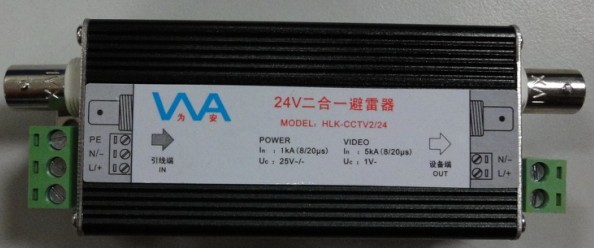 WA
为 安
24V二合一避雷器
MODEL: HLK-CCTV2/24
POWER
In : 1kA(8/20μs)
Uc : 25V~/-
VIDEO
In : 5kA(8/20μs)
Uc : 1V-
PE
N/-
L/+
引线端
IN
设备端
OUT
N/-
L/+